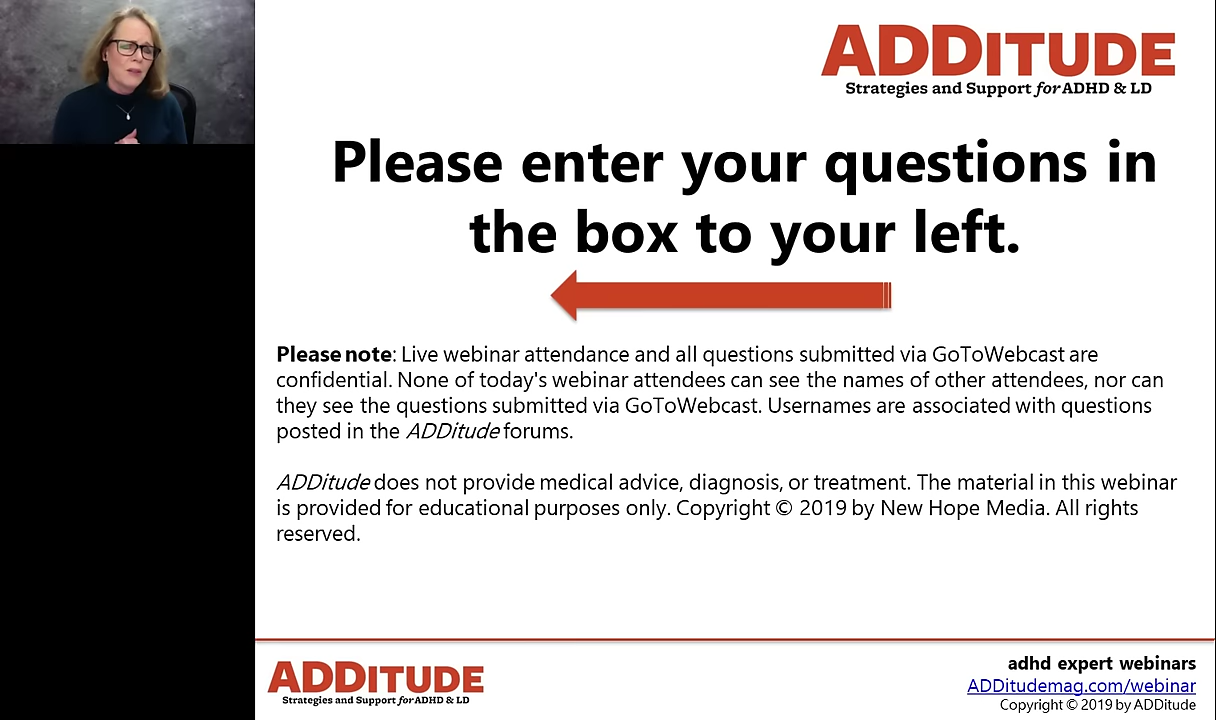 ADDITUDE
Strategies and Support for ADHD & LD
Please enter your questions in
the box to your left.
Please note: Live webinar attendance and all questions submitted via GoToWebcast are
confidential. None of today's webinar attendees can see the names of other attendees, nor can
they see the questions submitted via GoToWebcast. Usernames are associated with questions
posted in the ADDitude forums.
ADDitude does not provide medical advice, diagnosis, or treatment. The material in this webinar
is provided for educational purposes only. Copyright © 2019 by New Hope Media. All rights
reserved.
ADDITUDE
Strategies and Support for ADHD & LD
adhd expert webinars
ADDitudemag.com/webinar
Copyright © 2019 by ADDitude